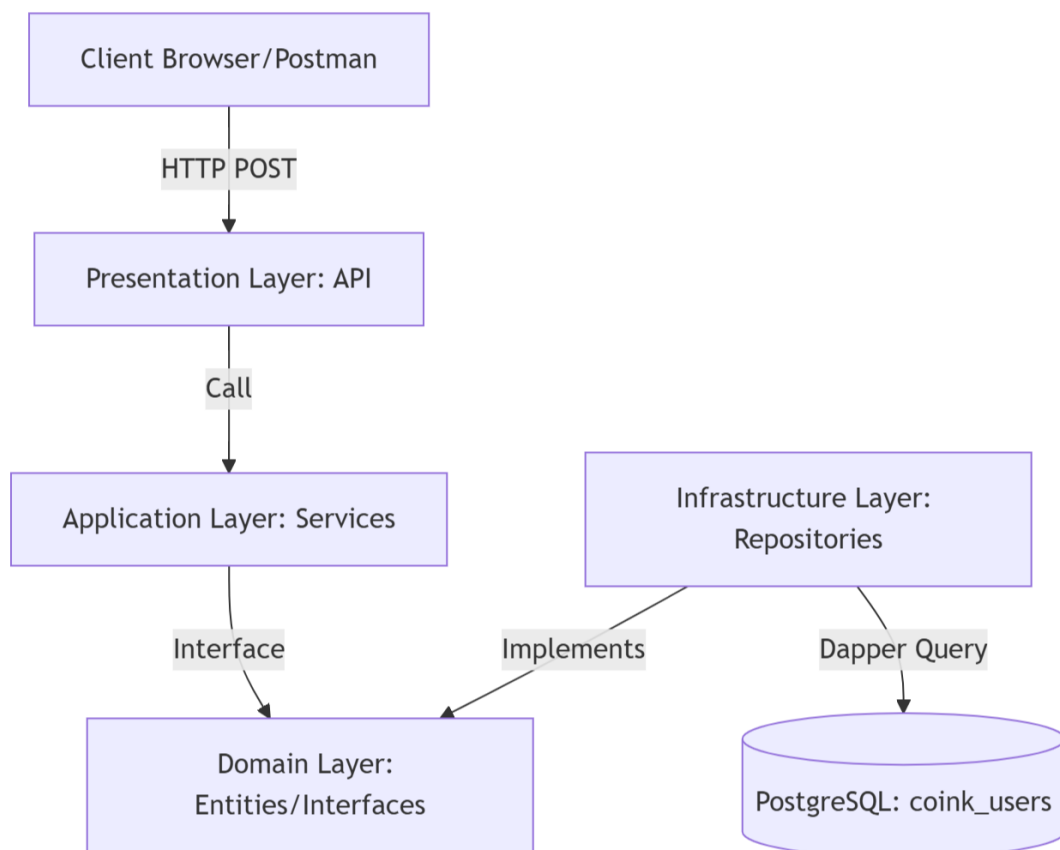 Client Browser/Postman
HTTP POST
Presentation Layer: API
Call
Application Layer: Services
Infrastructure Layer:
Repositories
Interface
Implements
Dapper Query
Domain Layer:
Entities/Interfaces
PostgreSQL: coink_users